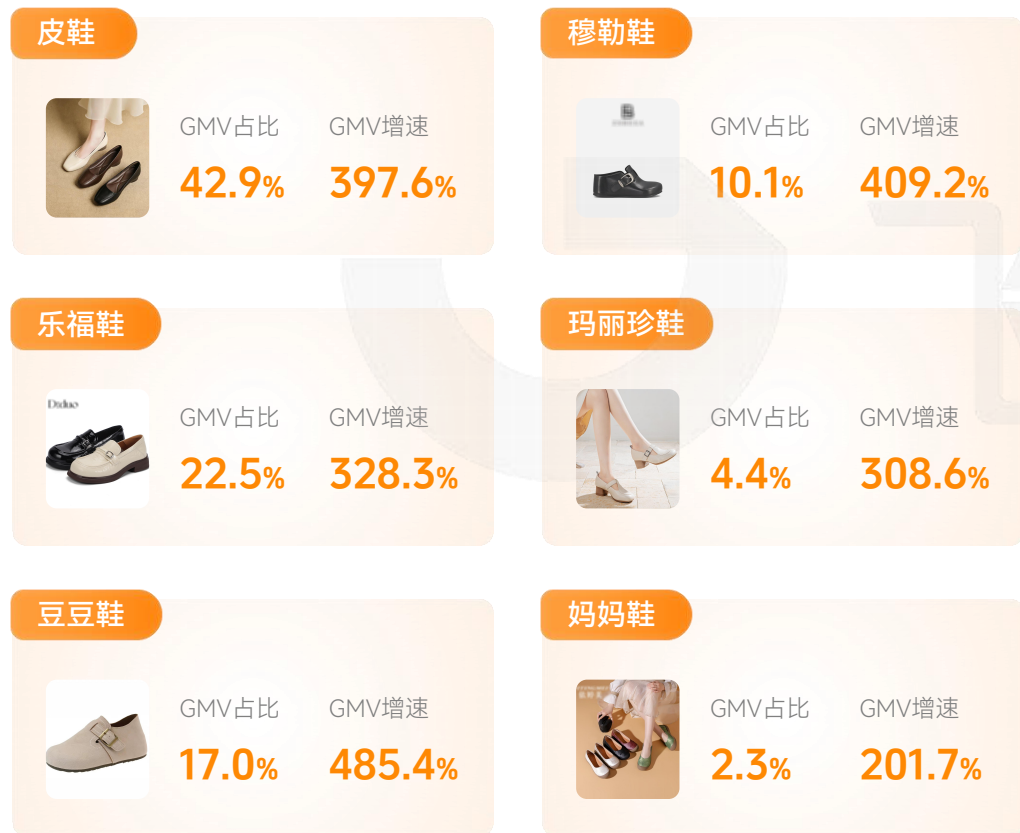 皮鞋
GMV占比 GMV增速
42.9% 397.6%
穆勒鞋
GMV占比 GMV增速
10.1% 409.2%
乐福鞋
GMV占比 GMV增速
22.5% 328.3%
玛丽珍鞋
GMV占比 GMV增速
4.4% 308.6%
豆豆鞋
GMV占比 GMV增速
17.0% 485.4%
妈妈鞋
GMV占比 GMV增速
2.3% 201.7%